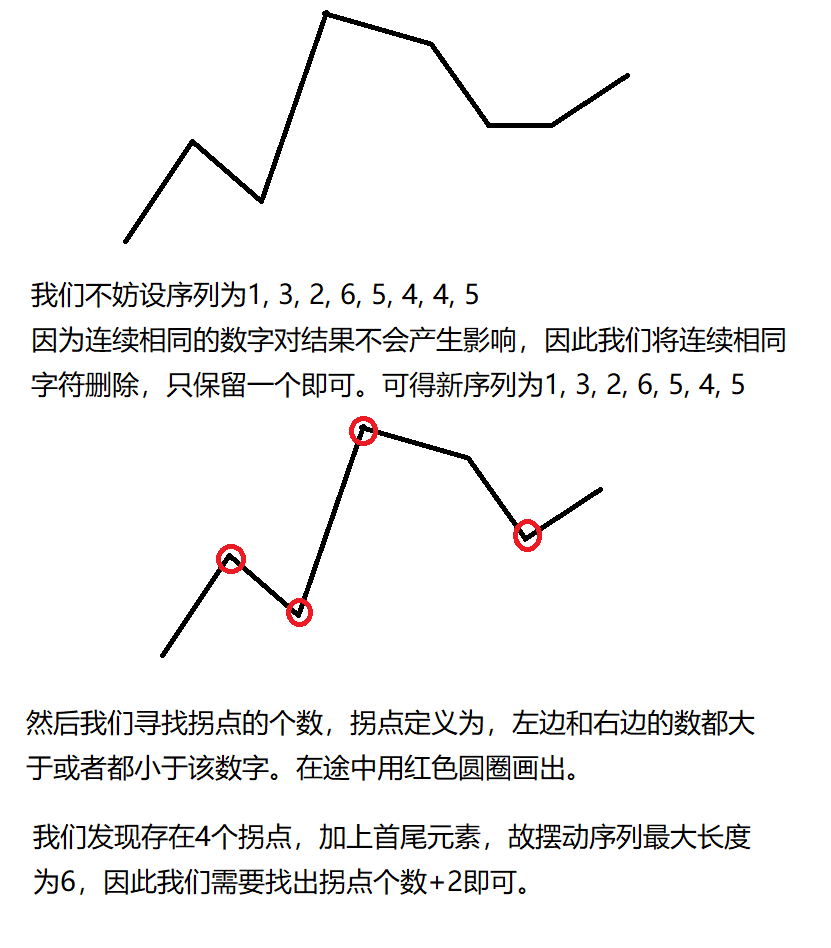 我们不妨设序列为1, 3, 2, 6, 5, 4, 4, 5
因为连续相同的数字对结果不会产生影响，因此我们将连续相同
字符删除，只保留一个即可。可得新序列为1, 3, 2, 6, 5, 4, 5
然后我们寻找拐点的个数，拐点定义为，左边和右边的数都大
于或者都小于该数字。在途中用红色圆圈画出。
我们发现存在4个拐点，加上首尾元素，故摆动序列最大长度
为6，因此我们需要找出拐点个数+2即可。